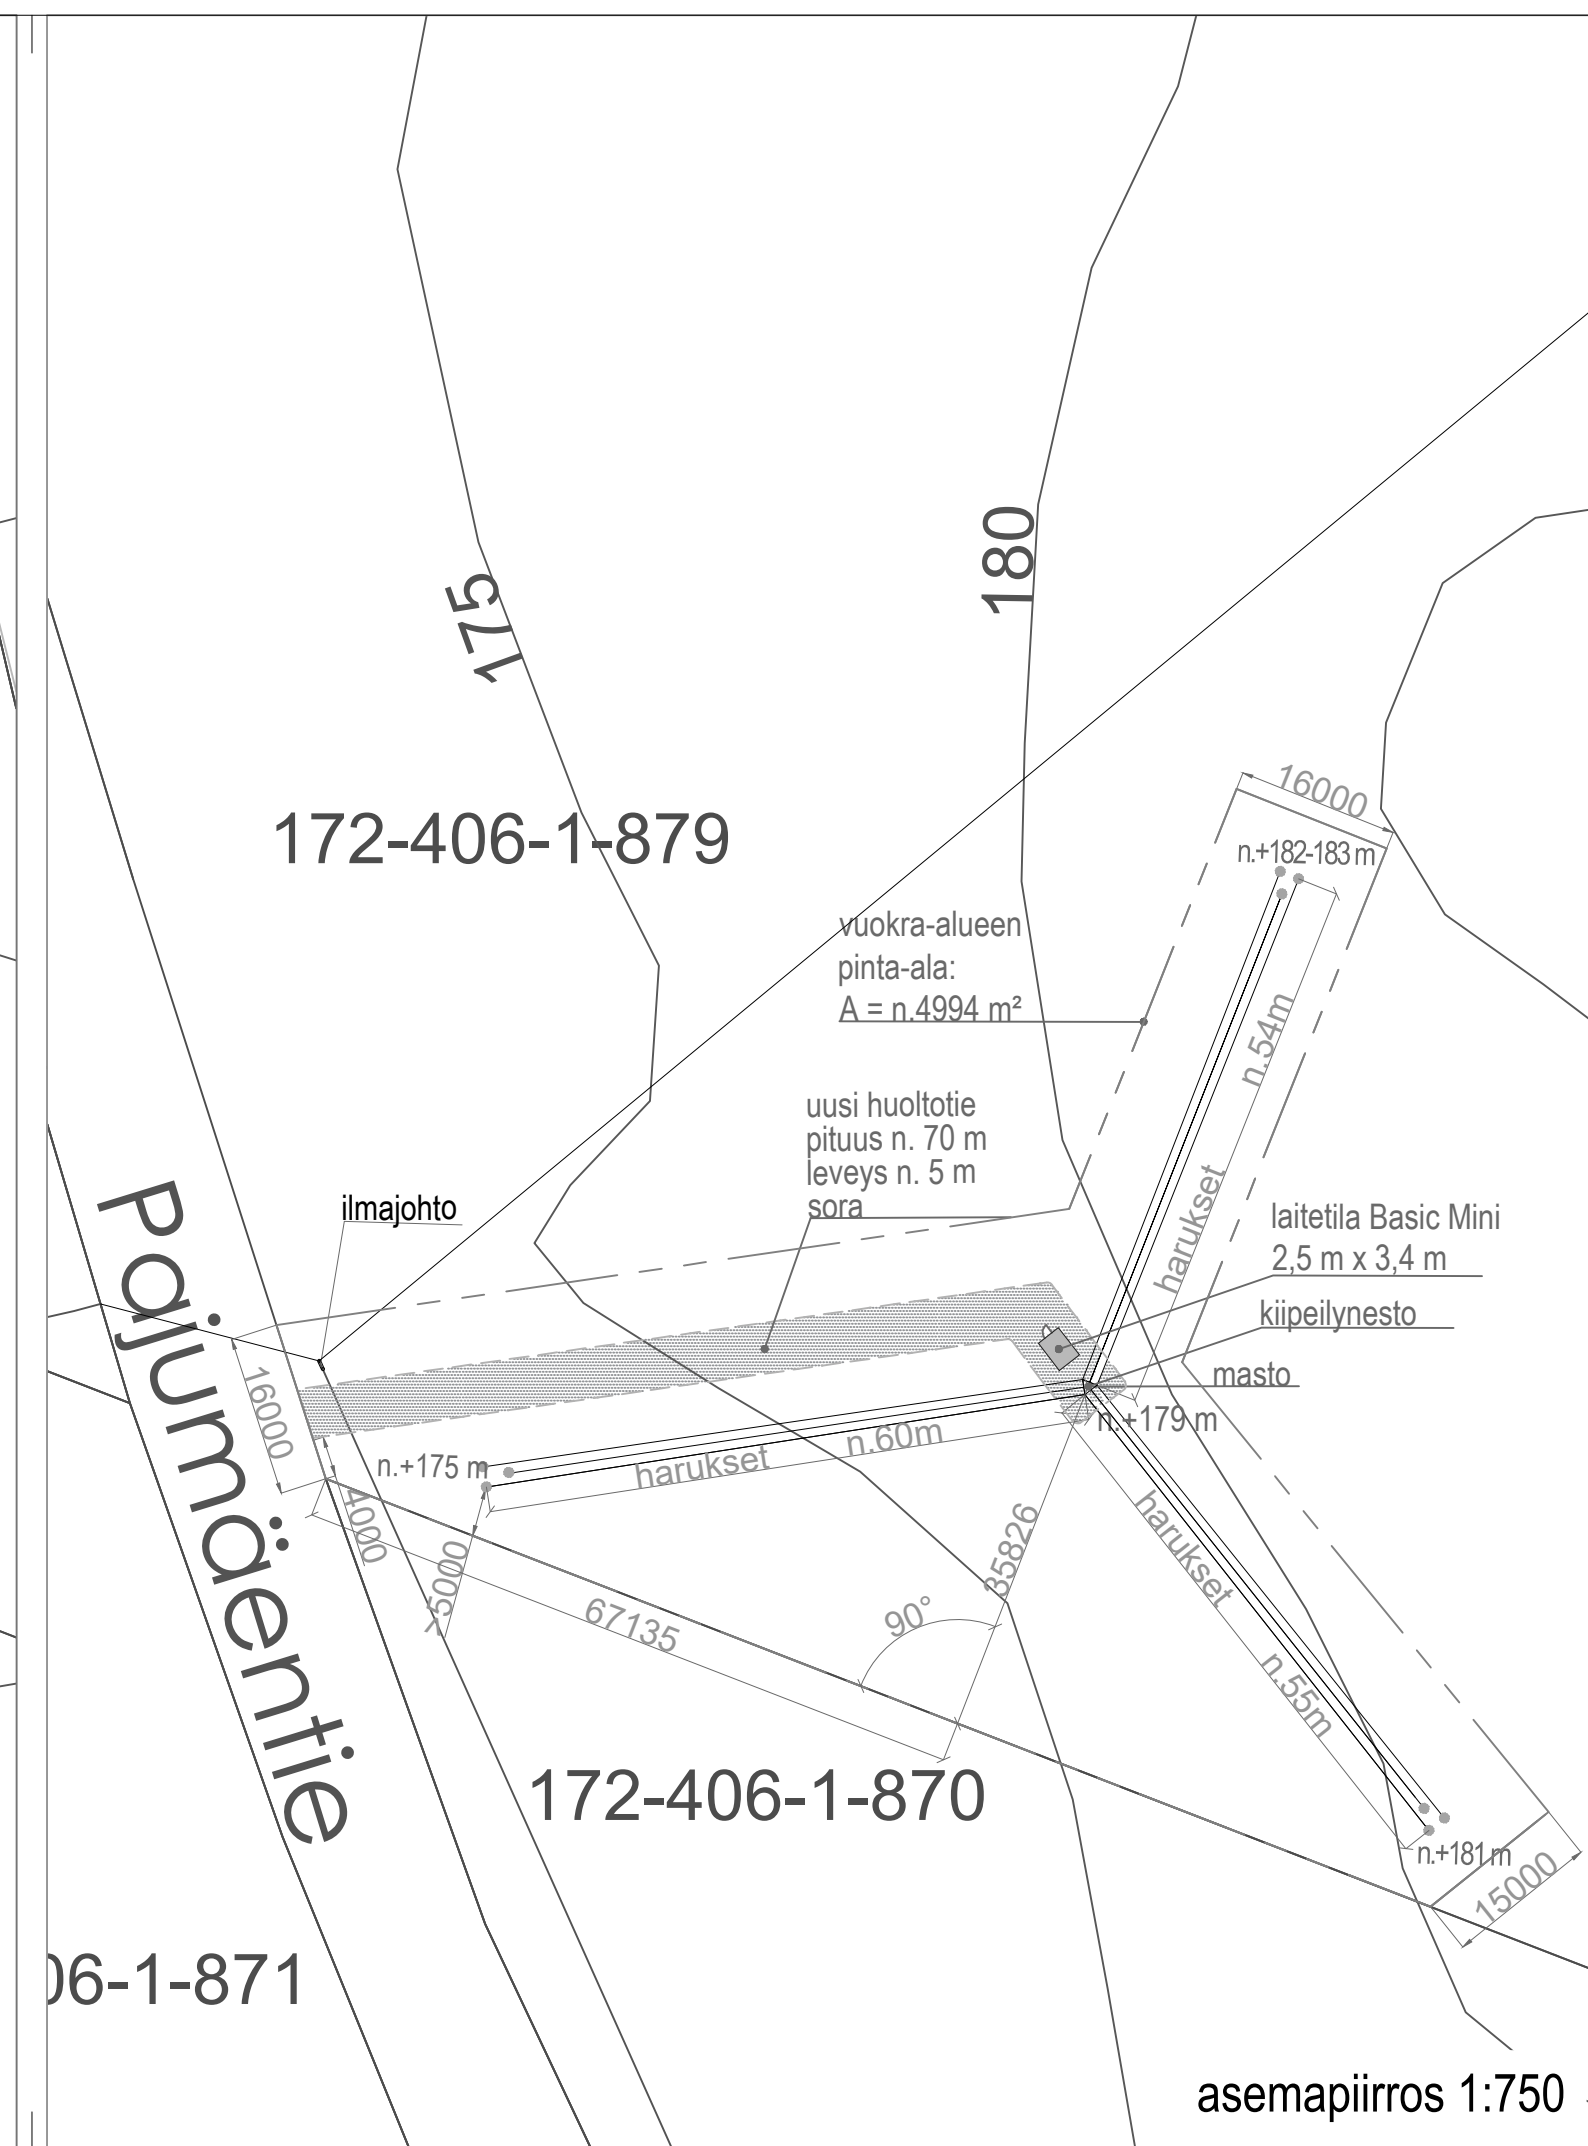 175
180
172-406-1-879
16000
n.+182-183 m
vuokra-alueen
pinta-ala:
A = n.4994 m²
n.54m
harukset
uusi huoltotie
pituus n. 70 m
leveys n. 5 m
sora
ilmajohto
Pajumäentie
laitetila Basic Mini
2,5 m x 3,4 m
kiipeilynesto
masto
n.+179 m
16000
n.+175 m
harukset
n.60m
4000
5000
67135
90°
35826
harukset
n.55m
172-406-1-870
n.+181 m
15000
06-1-871
asemapiirros 1:750